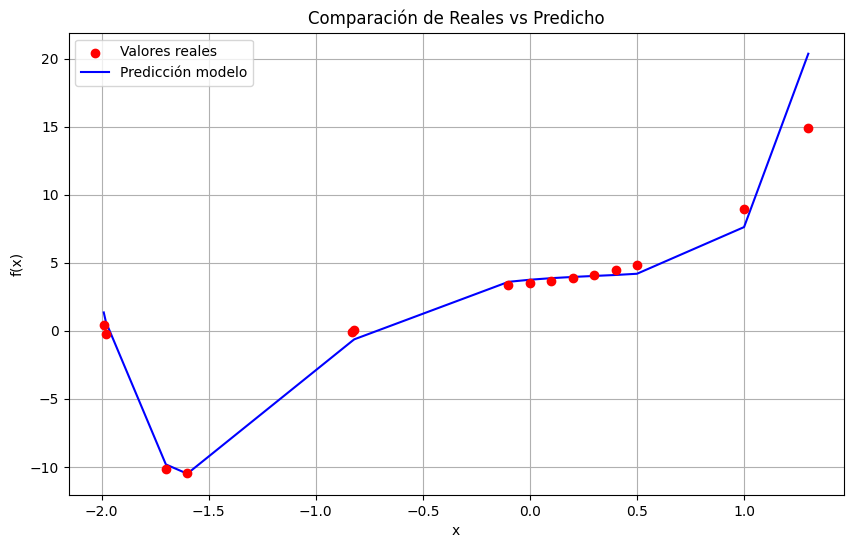 Comparación de Reales vs Predicho
Valores reales
Predicción modelo
f(x)
20
15
10
5
0
−5
−10
−2.0 −1.5 −1.0 −0.5 0.0 0.5 1.0
x